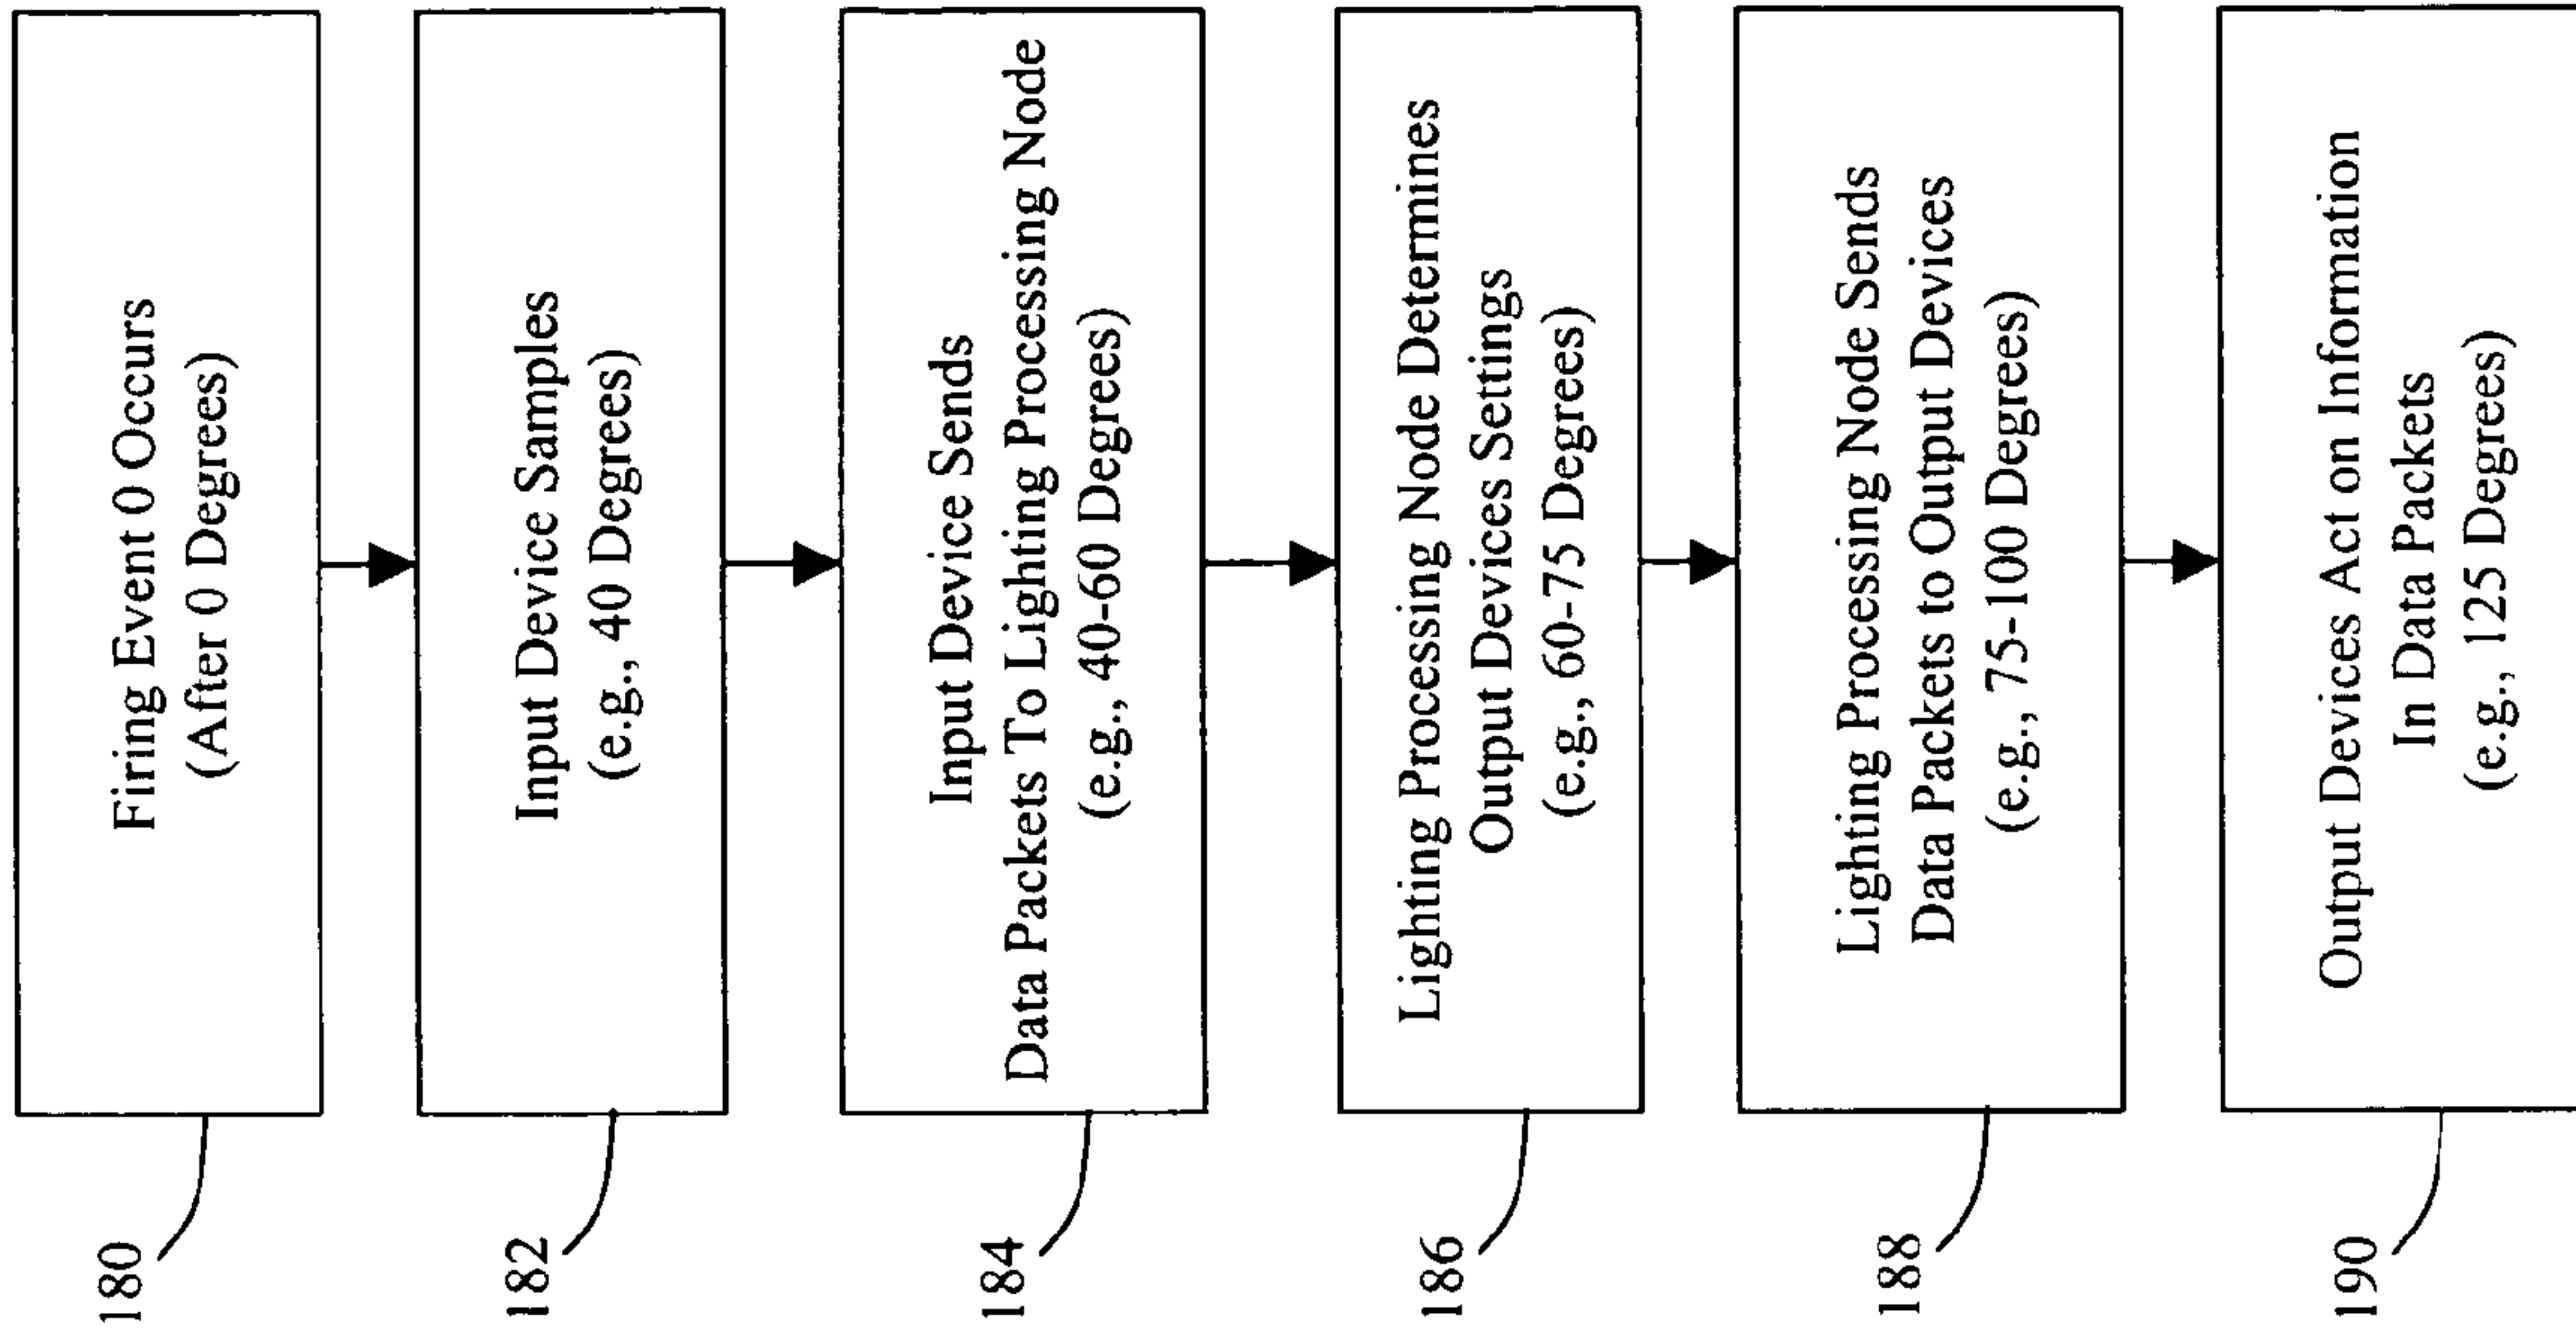 180
Firing Event 0 Occurs
(After 0 Degrees)
182
Input Device Samples
(e.g., 40 Degrees)
184
Input Device Sends
Data Packets To Lighting Processing Node
(e.g., 40-60 Degrees)
186
Lighting Processing Node Determines
Output Devices Settings
(e.g., 60-75 Degrees)
188
Lighting Processing Node Sends
Data Packets to Output Devices
(e.g., 75-100 Degrees)
190
Output Devices Act on Information
In Data Packets
(e.g., 125 Degrees)